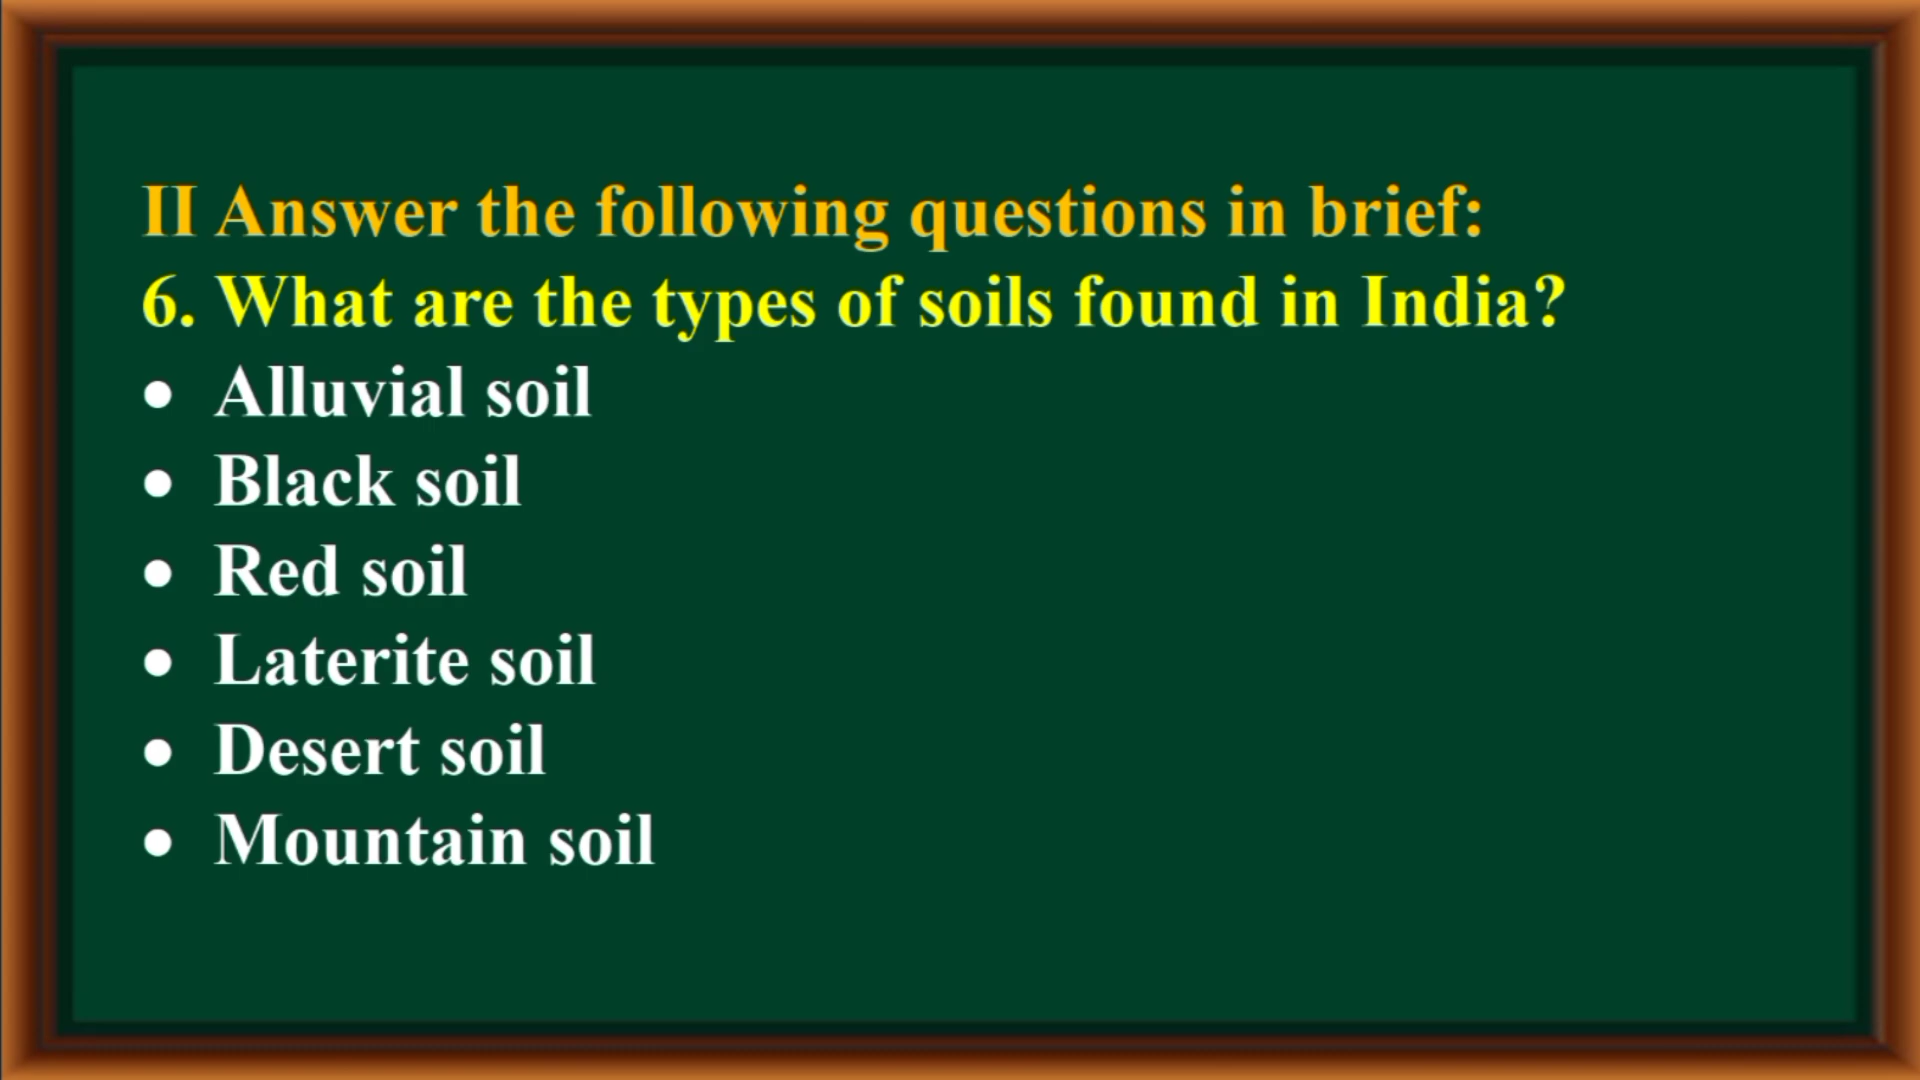 II Answer the following questions in brief:
6. What are the types of soils found in India?
• Alluvial soil
• Black soil
• Red soil
• Laterite soil
• Desert soil
• Mountain soil